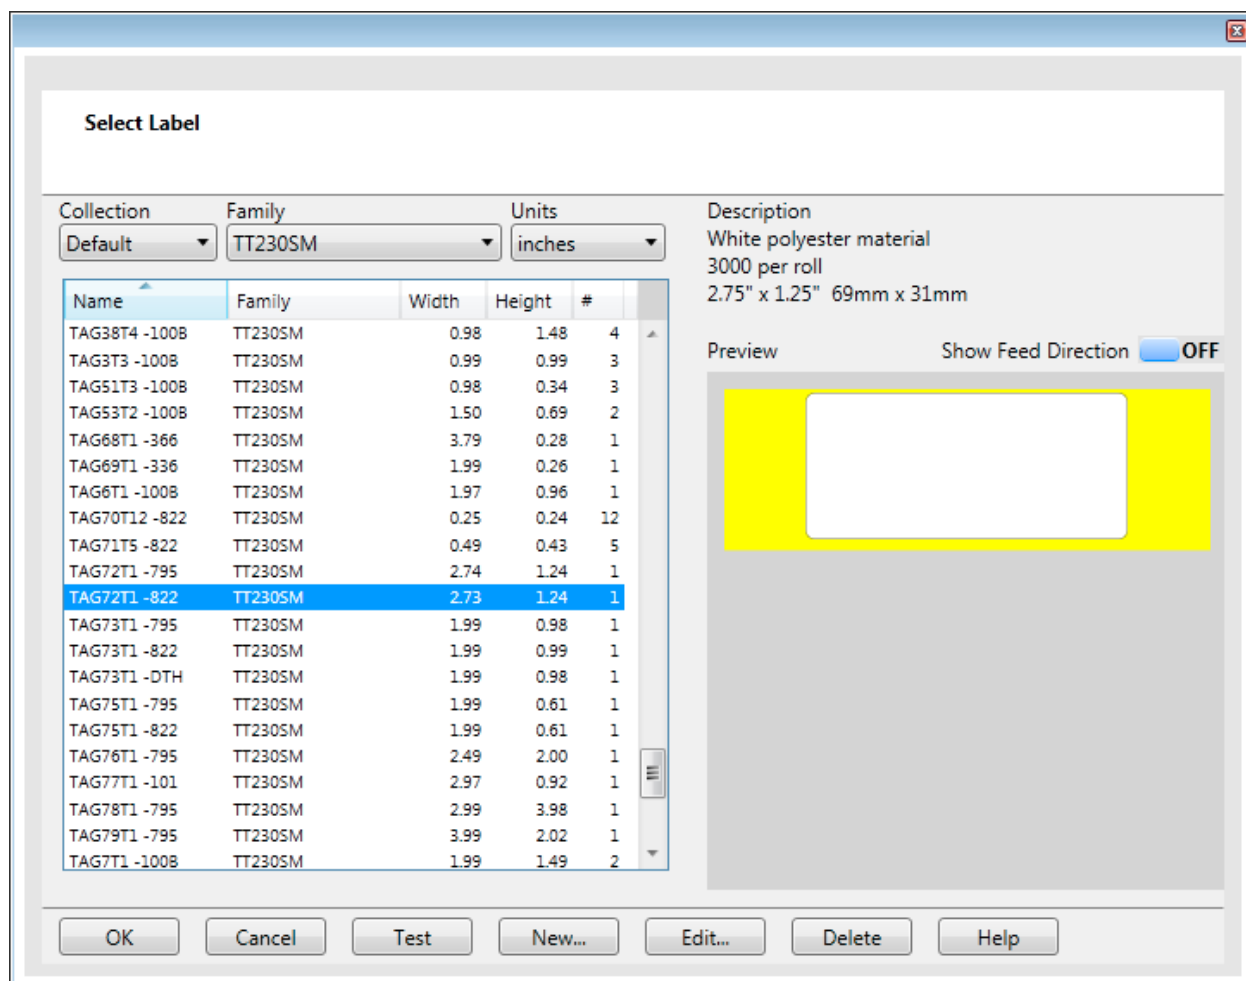 Select Label
Collection Family Units
Default TT230SM inches
Name Family Width Height #
TAG38T4 -100B TT230SM 0.98 1.48 4
TAG3T3 -100B TT230SM 0.99 0.99 3
TAG51T3 -100B TT230SM 0.98 0.34 3
TAG53T2 -100B TT230SM 1.50 0.69 2
TAG68T1 -366 TT230SM 3.79 0.28 1
TAG69T1 -336 TT230SM 1.99 0.26 1
TAG6T1 -100B TT230SM 1.97 0.96 1
TAG70T12 -822 TT230SM 0.25 0.24 12
TAG71T5 -822 TT230SM 0.49 0.43 5
TAG72T1 -795 TT230SM 2.74 1.24 1
TAG72T1 -822 TT230SM 2.73 1.24 1
TAG73T1 -795 TT230SM 1.99 0.98 1
TAG73T1 -822 TT230SM 1.99 0.99 1
TAG73T1 -DTH TT230SM 1.99 0.98 1
TAG75T1 -795 TT230SM 1.99 0.61 1
TAG75T1 -822 TT230SM 1.99 0.61 1
TAG76T1 -795 TT230SM 2.49 2.00 1
TAG77T1 -101 TT230SM 2.97 0.92 1
TAG78T1 -795 TT230SM 2.99 3.98 1
TAG79T1 -795 TT230SM 3.99 2.02 1
TAG7T1 -100B TT230SM 1.99 1.49 2
Description
White polyester material
3000 per roll
2.75" x 1.25" 69mm x 31mm
Preview Show Feed Direction OFF
OK Cancel Test New... Edit... Delete Help